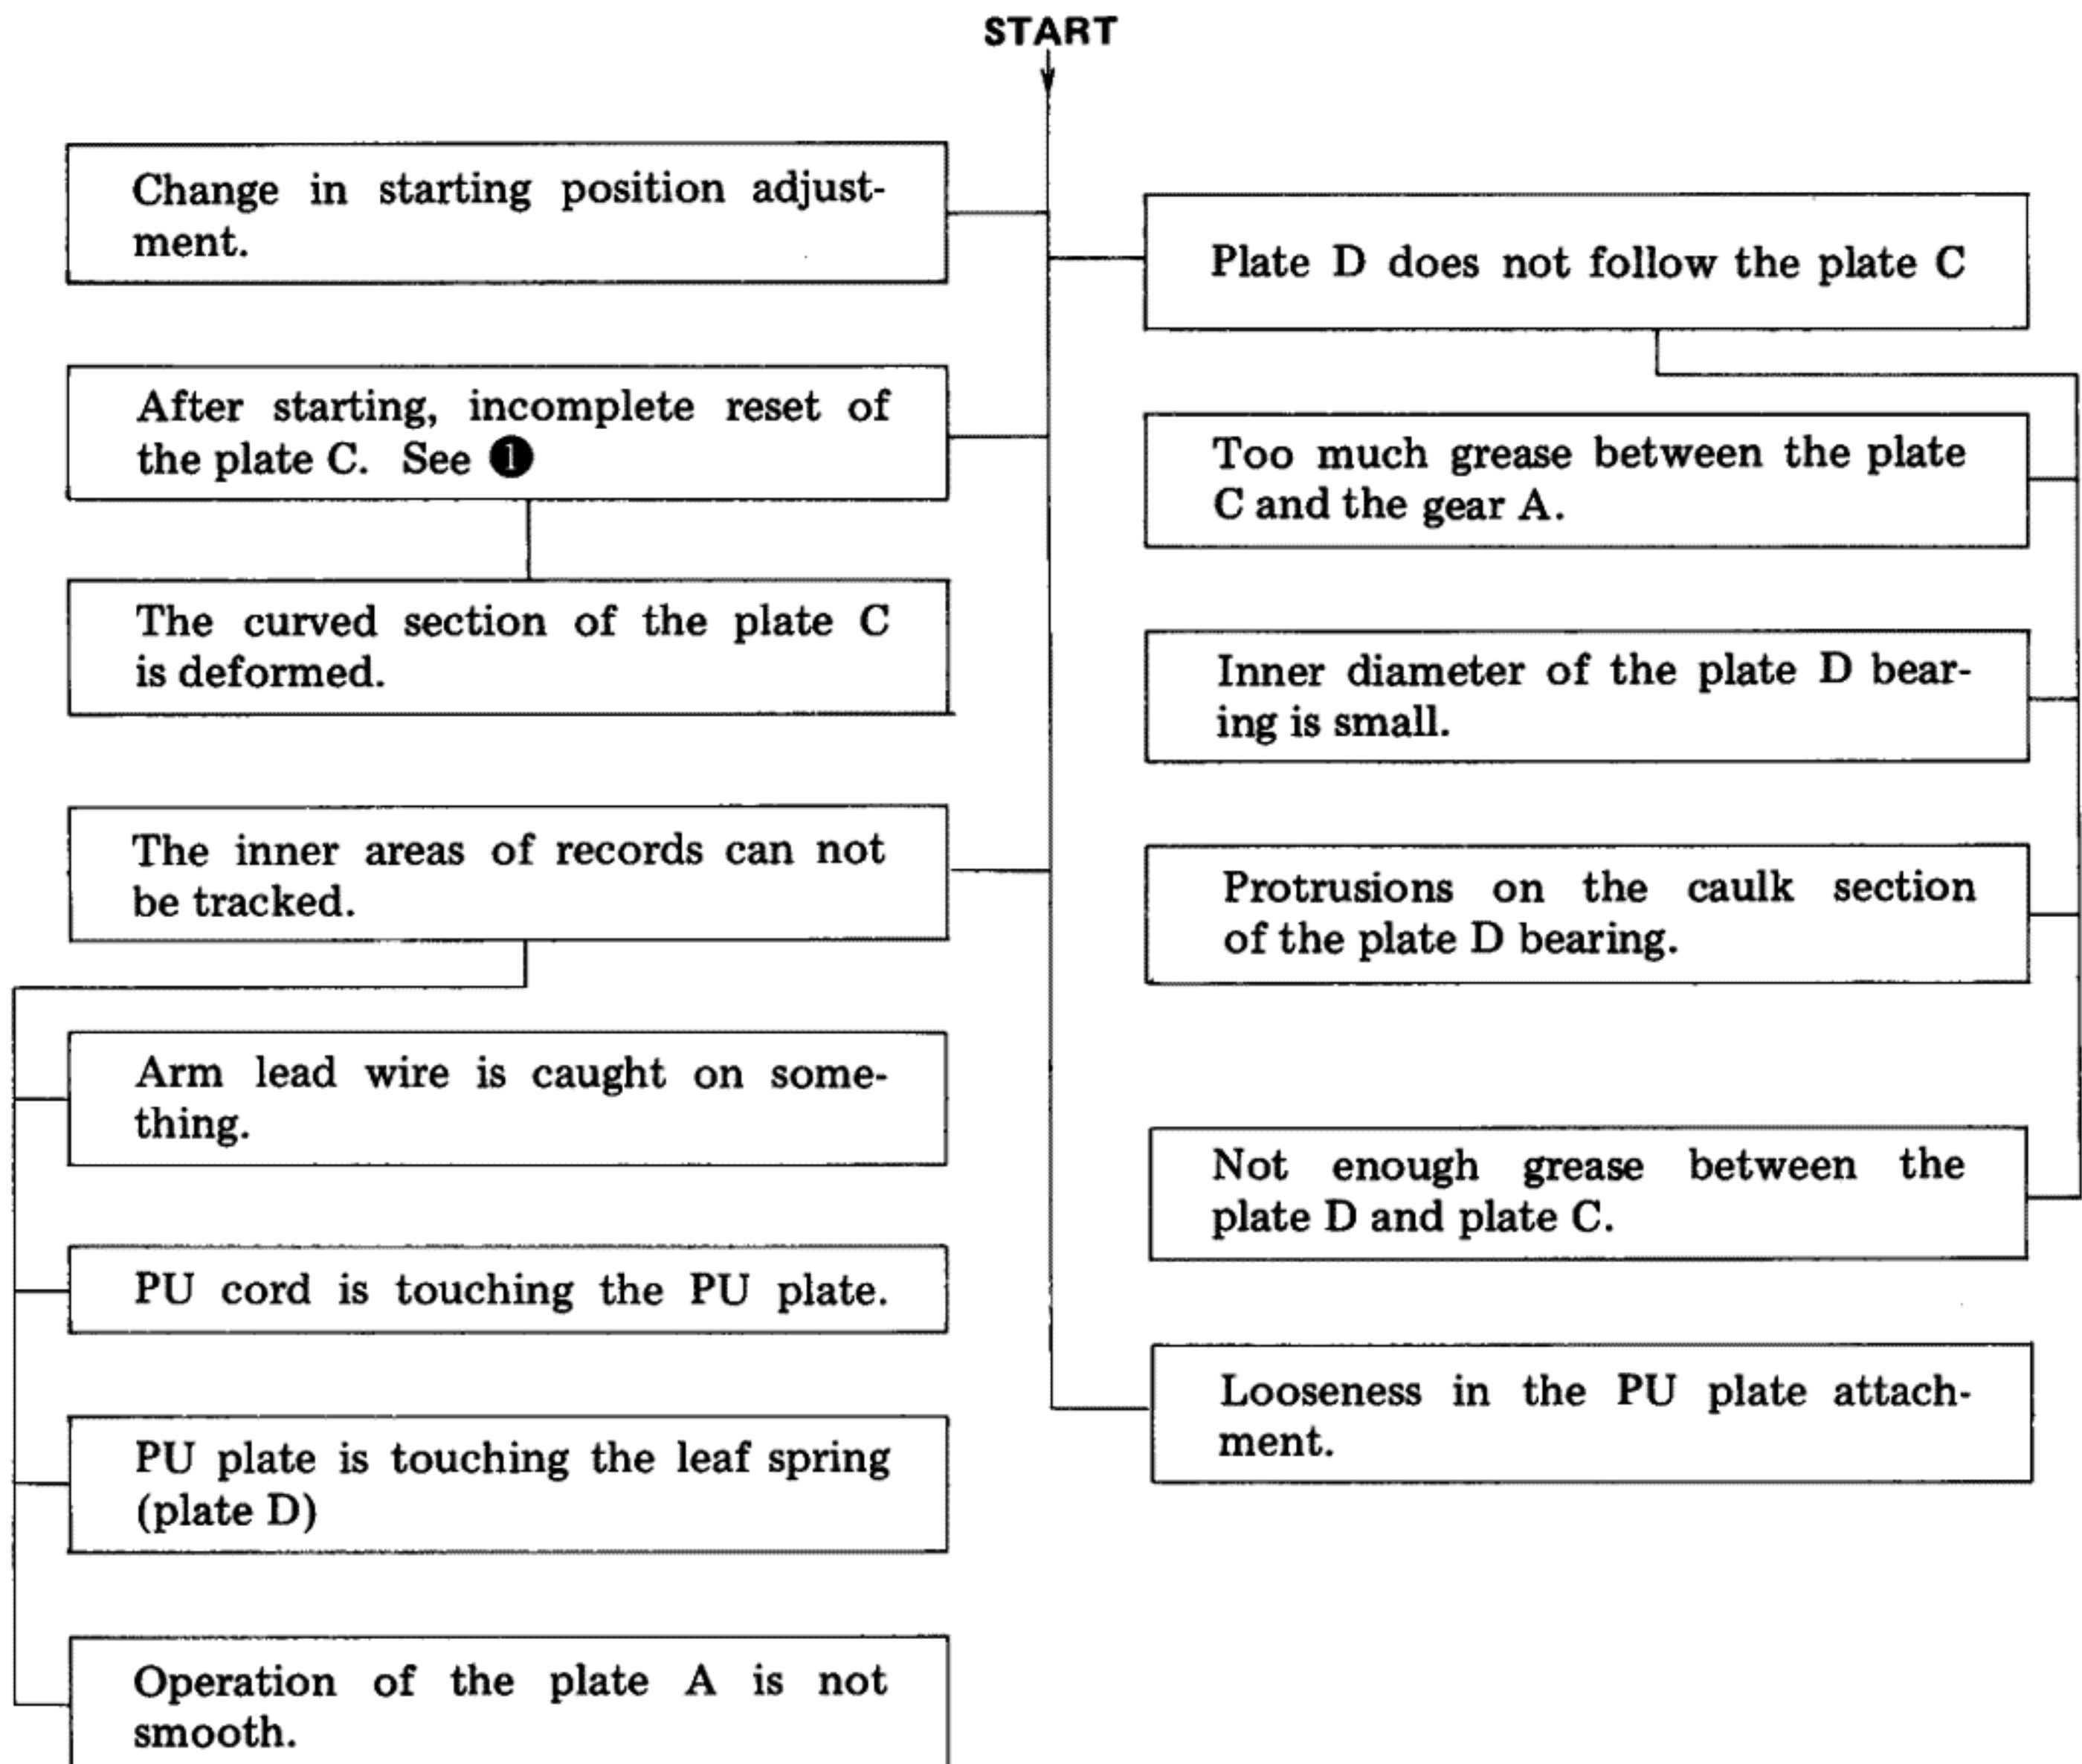 START
Change in starting position adjust-
ment.
After starting, incomplete reset of
the plate C. See ❶
The curved section of the plate C
is deformed.
The inner areas of records can not
be tracked.
Arm lead wire is caught on some-
thing.
PU cord is touching the PU plate.
PU plate is touching the leaf spring
(plate D)
Operation of the plate A is not
smooth.
Plate D does not follow the plate C
Too much grease between the plate
C and the gear A.
Inner diameter of the plate D bear-
ing is small.
Protrusions on the caulk section
of the plate D bearing.
Not enough grease between the
plate D and plate C.
Looseness in the PU plate attach-
ment.